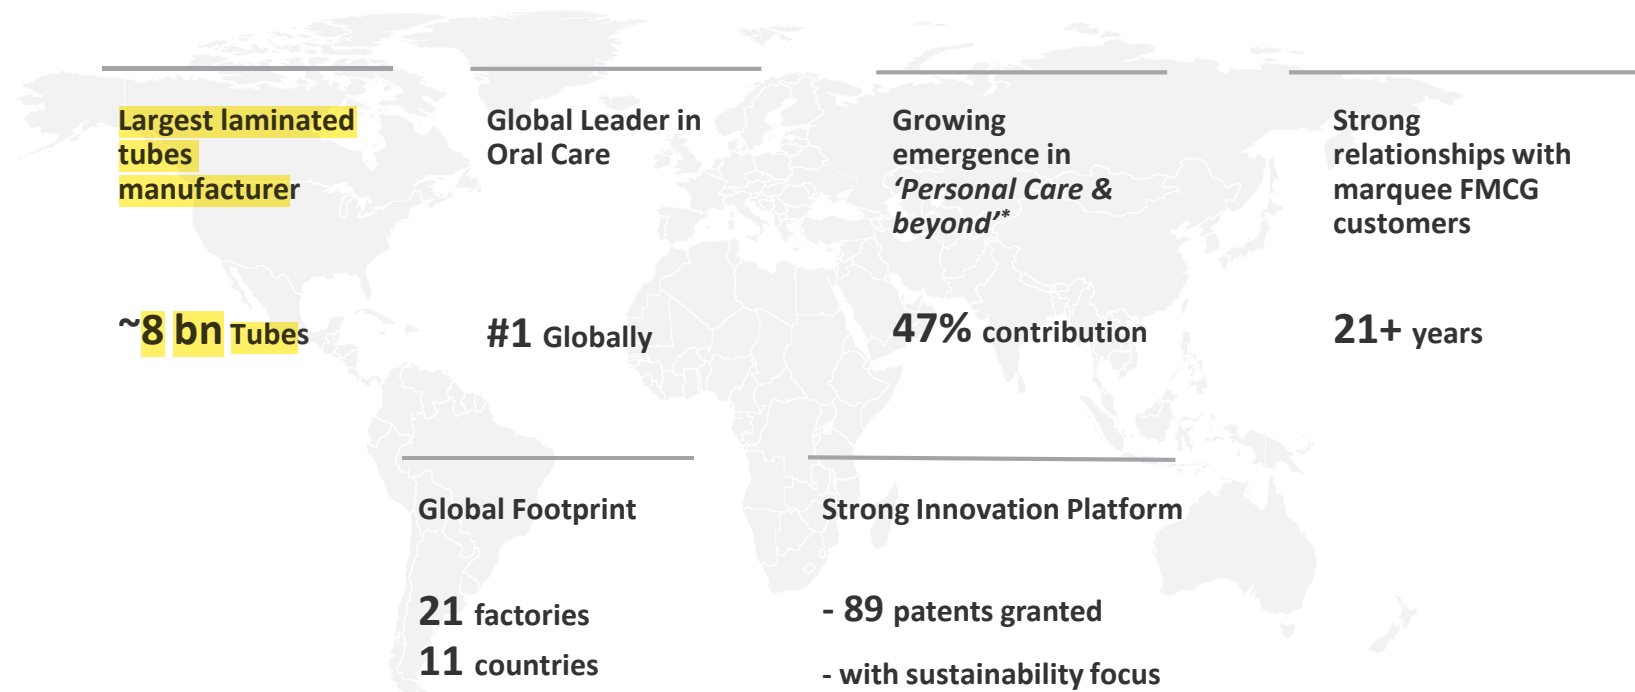 Largest laminated
tubes
manufacturer
~8 bn Tubes
Global Leader in
Oral Care
#1 Globally
Growing
emergence in
‘Personal Care &
beyond’*
47% contribution
Strong
relationships with
marquee FMCG
customers
21+ years
Global Footprint
21 factories
11 countries
Strong Innovation Platform
- 89 patents granted
- with sustainability focus